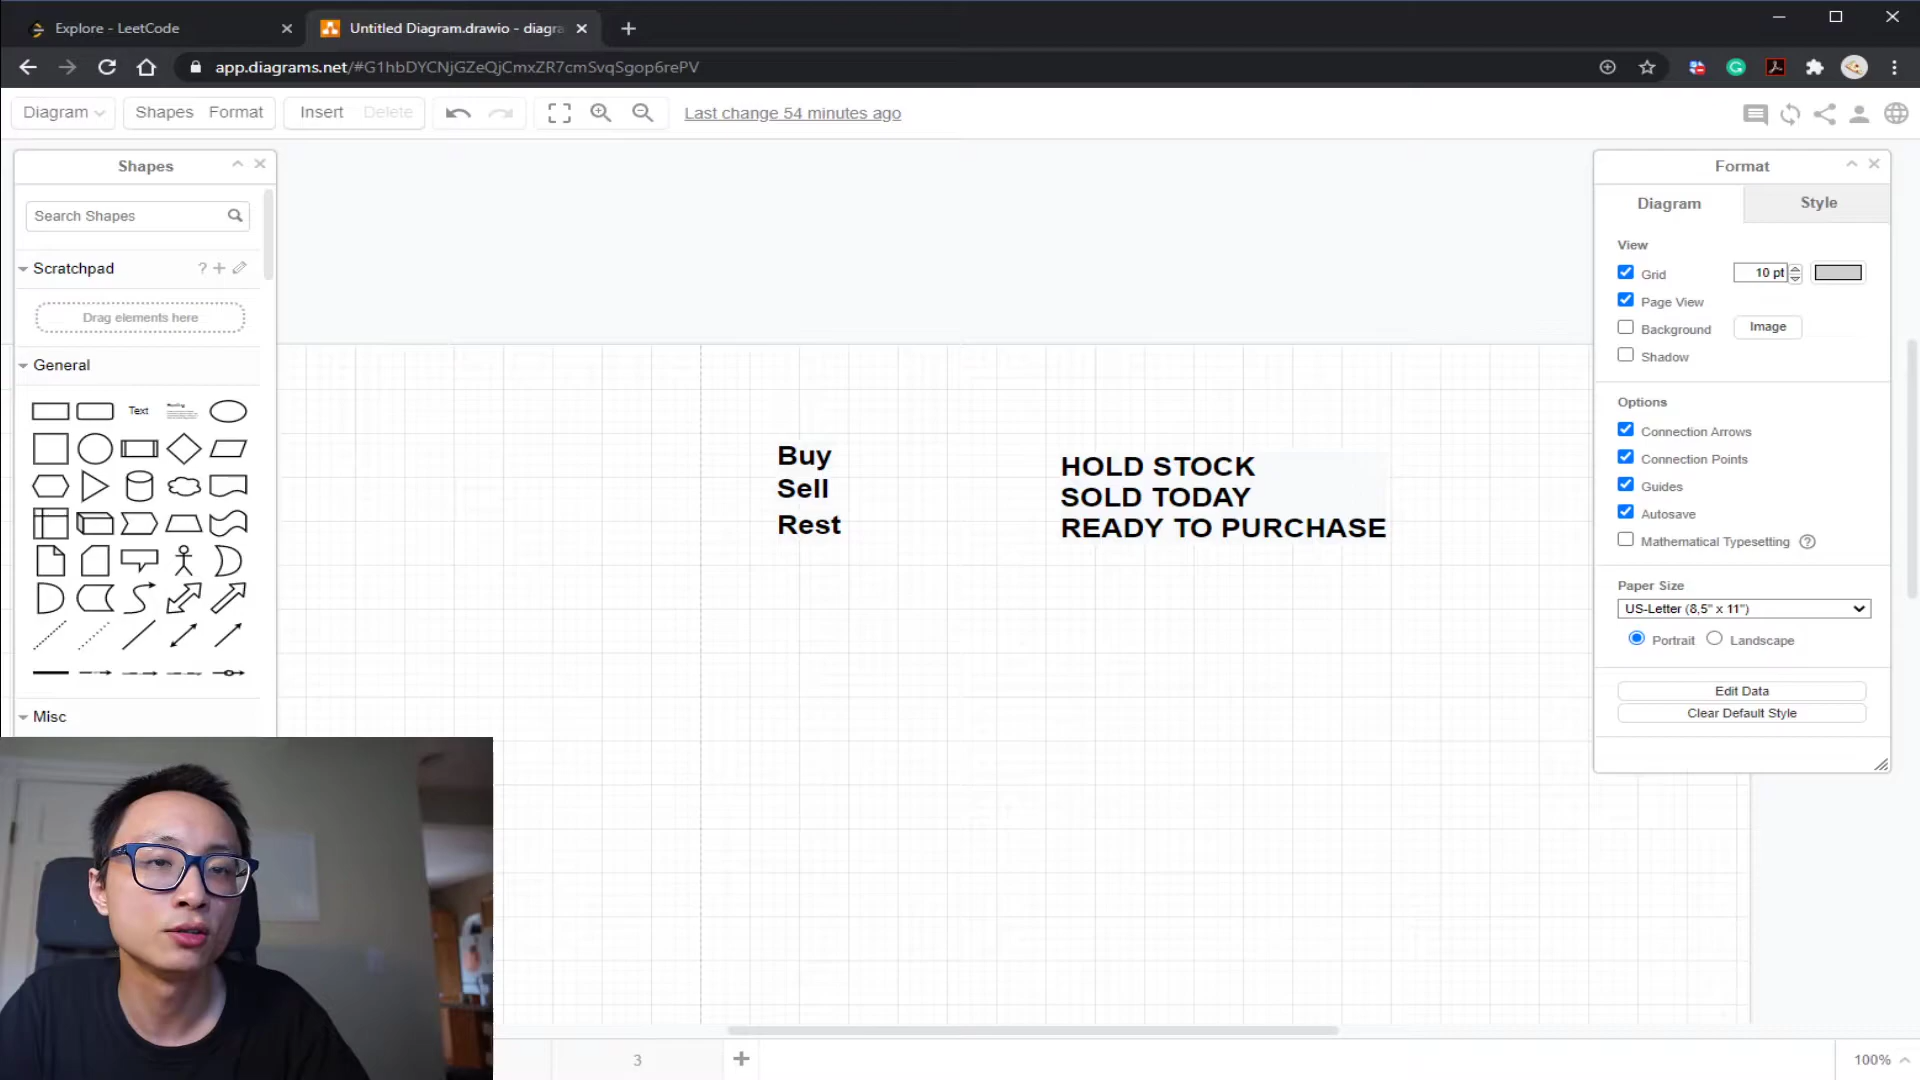 Explore - LeetCode
Untitled Diagram.drawio - diagra
app.diagrams.net/#G1hbDYCNjGZeQjCmxZR7cmSvqSgop6rePV
Diagram
Shapes
Format
Insert
Delete
Last change 54 minutes ago
Shapes
Search Shapes
Scratchpad
?
Drag elements here
General
Text
Heading
Misc
Buy
Sell
Rest
HOLD STOCK
SOLD TODAY
READY TO PURCHASE
Format
Diagram
Style
View
Grid
10 pt
Page View
Background
Image
Shadow
Options
Connection Arrows
Connection Points
Guides
Autosave
Mathematical Typesetting
?
Paper Size
US-Letter (8,5" x 11")
Portrait
Landscape
Edit Data
Clear Default Style
3
100%